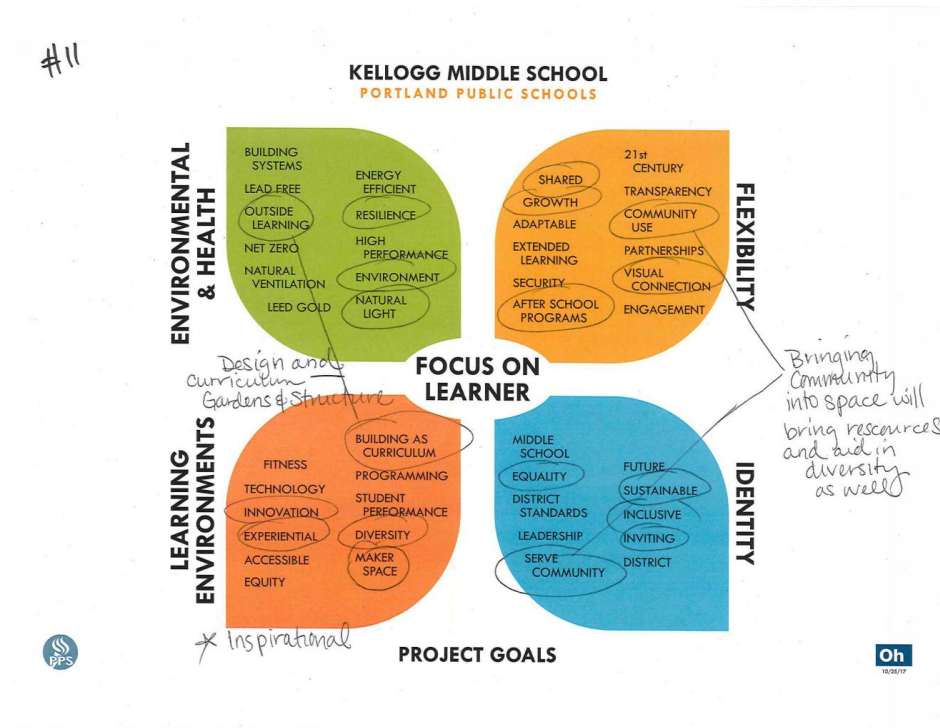 #11
KELLOGG MIDDLE SCHOOL
PORTLAND PUBLIC SCHOOLS
ENVIRONMENTAL
& HEALTH
BUILDING
SYSTEMS
LEAD FREE
OUTSIDE
LEARNING
NET ZERO
NATURAL
VENTILATION
LEED GOLD
ENERGY
EFFICIENT
RESILIENCE
HIGH
PERFORMANCE
ENVIRONMENT
NATURAL
LIGHT
SHARED
GROWTH
ADAPTABLE
EXTENDED
LEARNING
SECURITY
AFTER SCHOOL
PROGRAMS
21st
CENTURY
TRANSPARENCY
COMMUNITY
USE
PARTNERSHIPS
VISUAL
CONNECTION
ENGAGEMENT
FLEXIBILITY
Design and
curriculum
Gardens & Structure
FOCUS ON
LEARNER
Bringing
Community
into space will
bring resources
and aid in
diversity
as well
LEARNING
ENVIRONMENTS
FITNESS
TECHNOLOGY
INNOVATION
EXPERIENTIAL
ACCESSIBLE
EQUITY
BUILDING AS
CURRICULUM
PROGRAMMING
STUDENT
PERFORMANCE
DIVERSITY
MAKER
SPACE
MIDDLE
SCHOOL
EQUALITY
DISTRICT
STANDARDS
LEADERSHIP
SERVE
COMMUNITY
FUTURE
SUSTAINABLE
INCLUSIVE
INVITING
DISTRICT
IDENTITY
* Inspirational
PROJECT GOALS
PPS
Oh
10/25/17